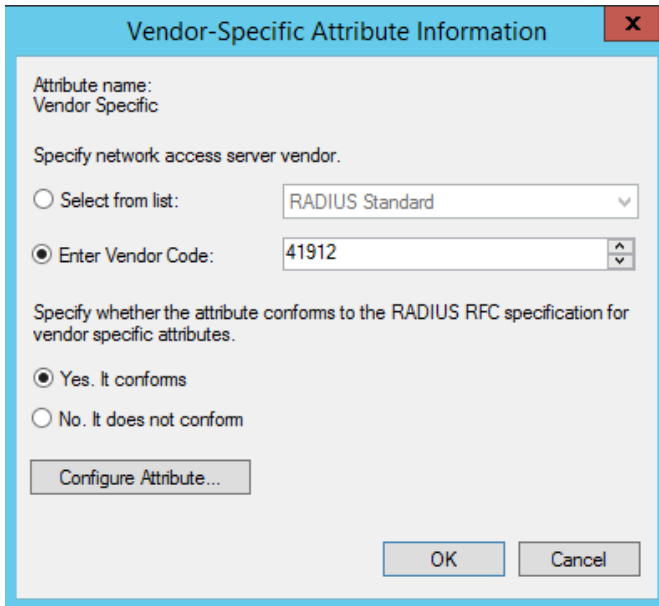 Vendor-Specific Attribute Information
x
Attribute name:
Vendor Specific
Specify network access server vendor.
Select from list:
RADIUS Standard
Enter Vendor Code:
41912
Specify whether the attribute conforms to the RADIUS RFC specification for
vendor specific attributes.
Yes. It conforms
No. It does not conform
Configure Attribute...
OK
Cancel